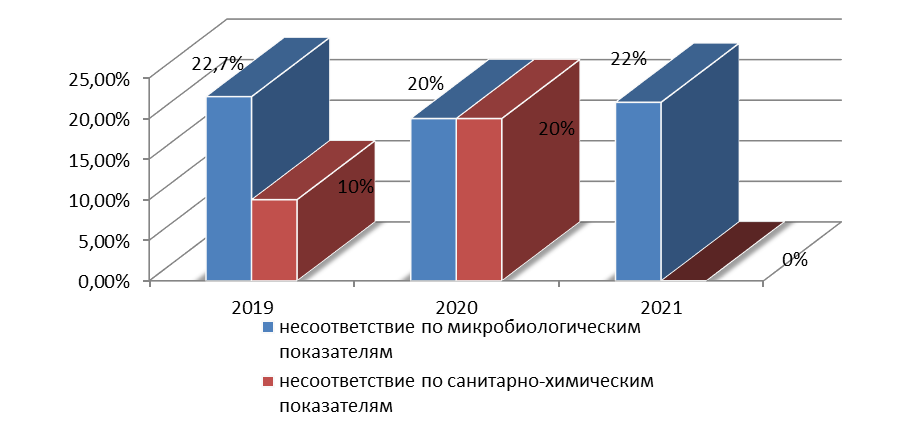 22,7%
20%
22%
20%
10%
0%
25,00%
20,00%
15,00%
10,00%
5,00%
0,00%
2019 2020 2021
несоответствие по микробиологическим
показателям
несоответствие по санитарно-химическим
показателям